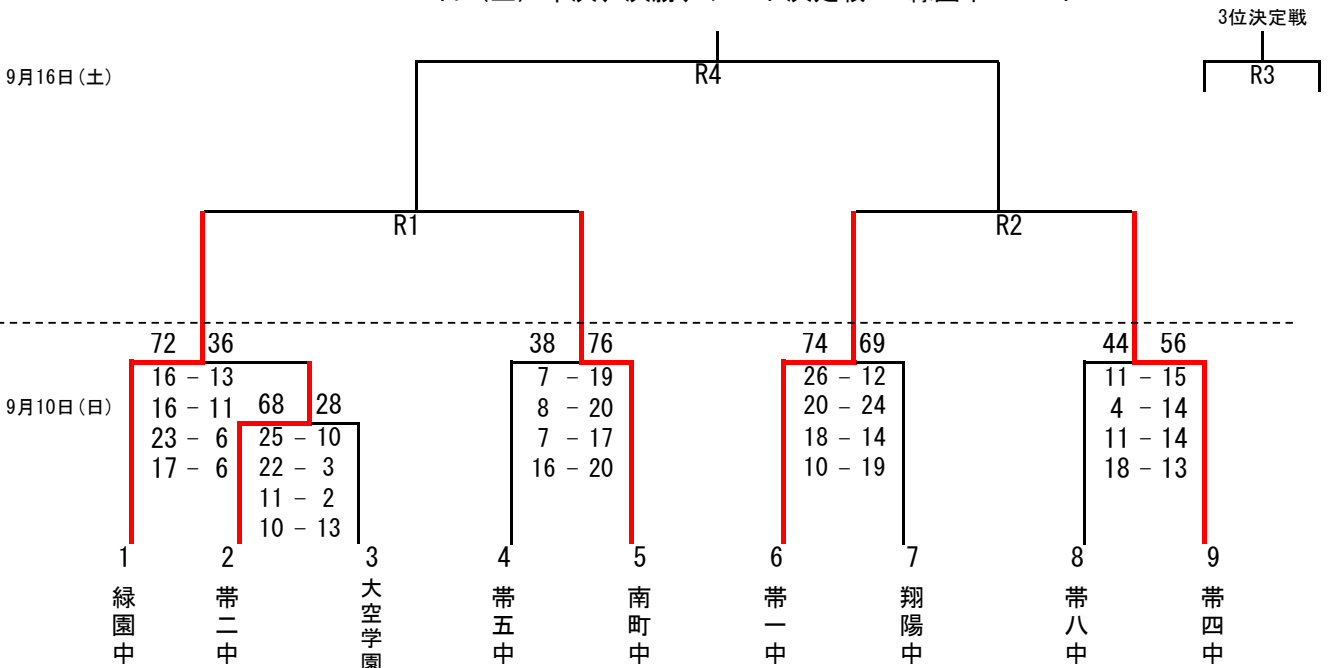 3位決定戦
9月16日(土)
R4
R3
R1
R2
72 36
38 76
74 69
44 56
16 - 13
16 - 11
23 - 6
17 - 6
9月10日(日)
68 28
25 - 10
22 - 3
11 - 2
10 - 13
7 - 19
8 - 20
7 - 17
16 - 20
26 - 12
20 - 24
18 - 14
10 - 19
11 - 15
4 - 14
11 - 14
18 - 13
1 2 3 4 5 6 7 8 9
緑園中
帯二中
大空学園
帯五中
南町中
帯一中
翔陽中
帯八中
帯四中